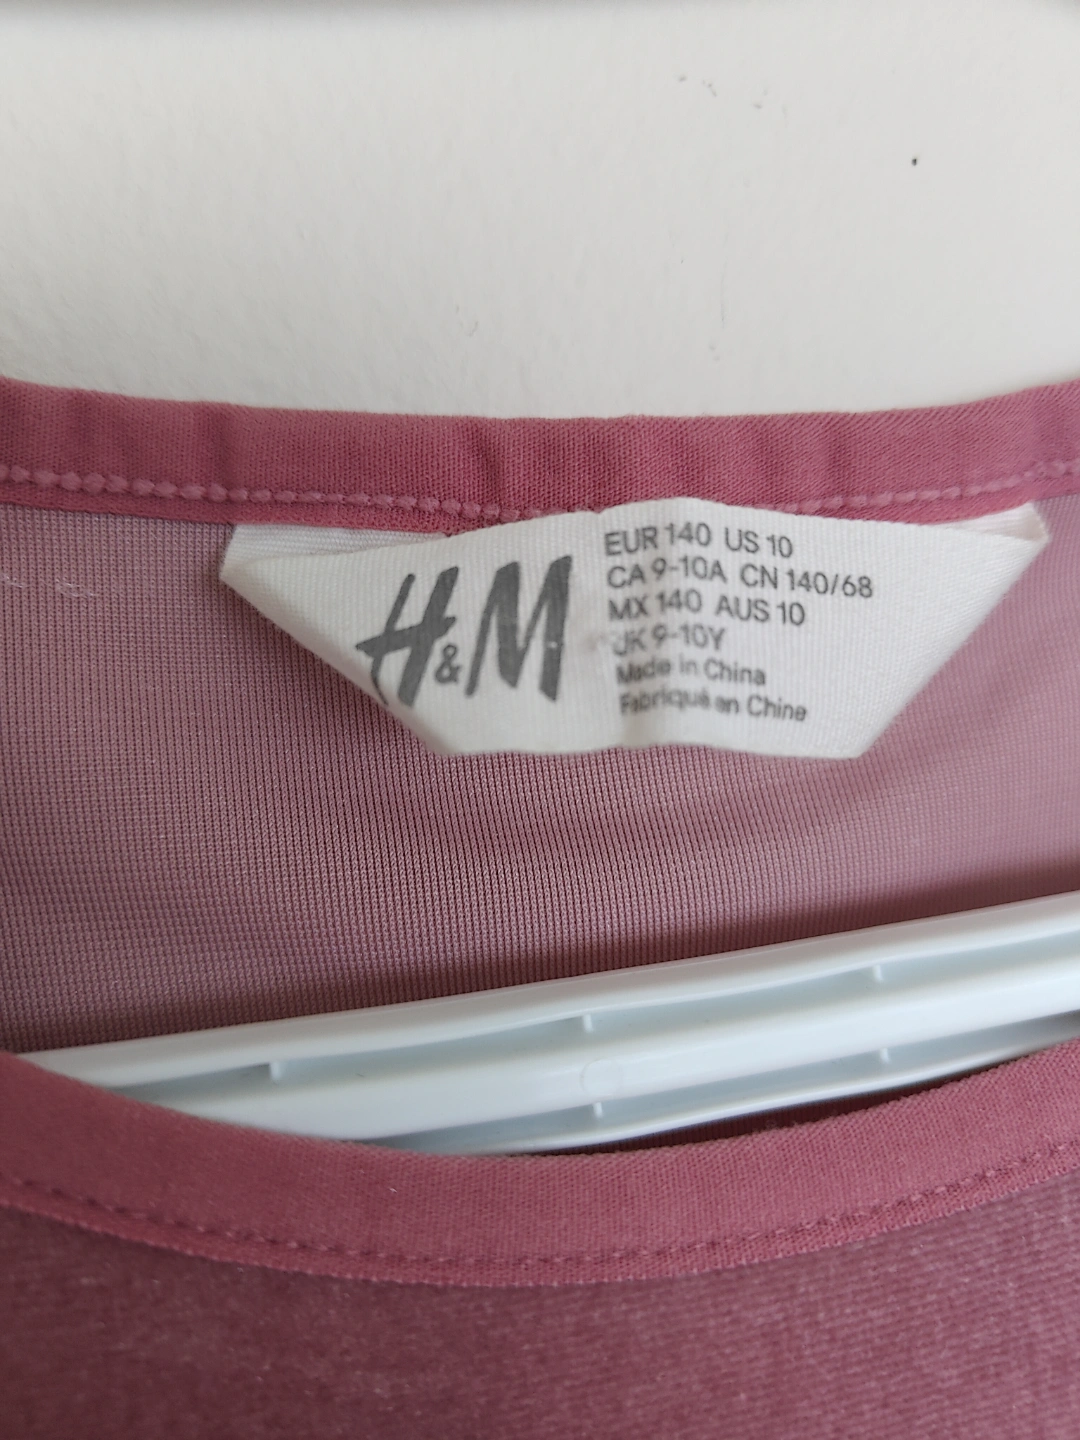 H&M
EUR 140 US 10
CA 9-10A CN 140/68
MX 140 AUS 10
UK 9-10Y
Made in China
Fabriqué en Chine